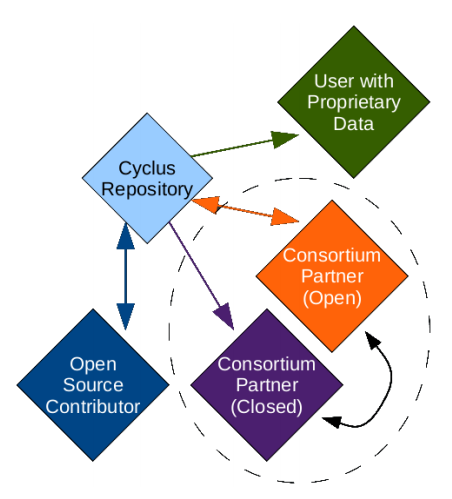 User with
Proprietary
Data
Cyclus
Repository
Consortium
Partner
(Open)
Open
Source
Contributor
Consortium
Partner
(Closed)